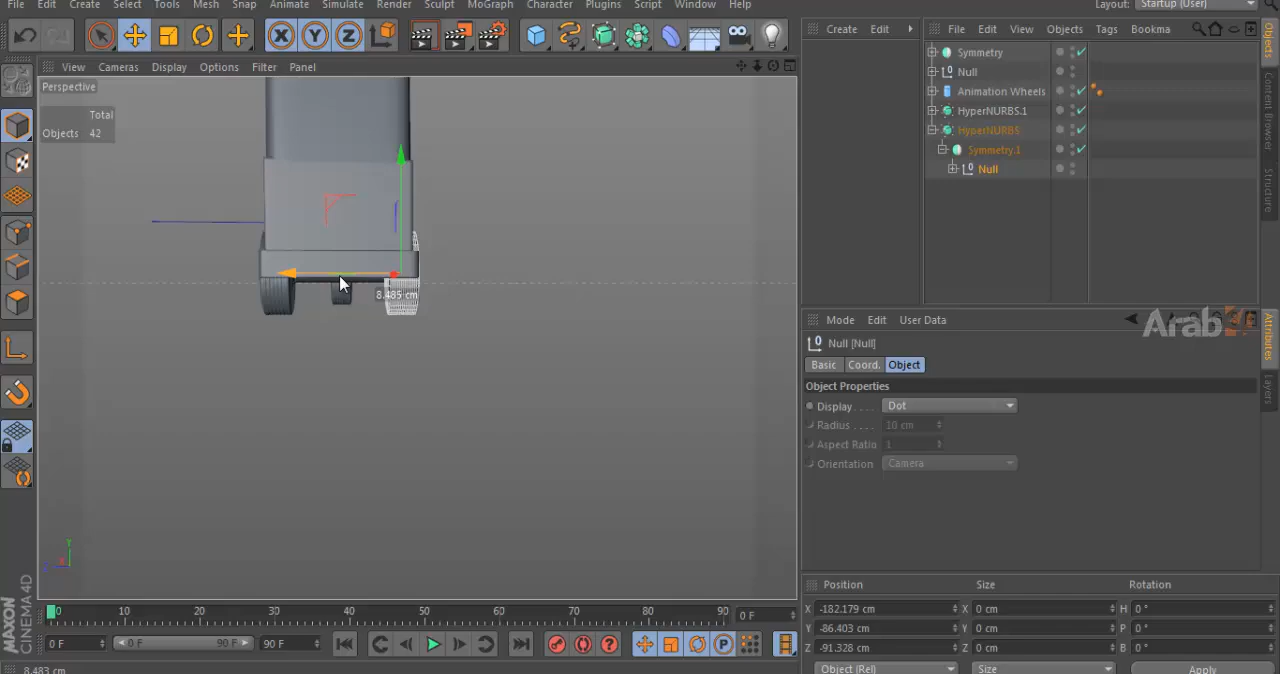 File Edit Create Select Tools Mesh Snap Animate Simulate Render Sculpt MoGraph Character Plugins Script Window Help Layout: Startup (User)
Create Edit File Edit View Objects Tags Bookma
View Cameras Display Options Filter Panel
Perspective
Total
Objects 42
8.485 cm
Symmetry
Null
Animation Wheels
HyperNURBS.1
HyperNURBS
Symmetry.1
Null
Objects
Content Browser
Structure
Mode Edit User Data
Arab
Null [Null]
Basic Coord. Object
Object Properties
Display Dot
Radius 10 cm
Aspect Ratio 1
Orientation Camera
Attributes
Layers
Position Size Rotation
X -182.179 cm X 0 cm H 0 °
Y -86.403 cm Y 0 cm P 0 °
Z -91.328 cm Z 0 cm B 0 °
Object (Rel) Size Apply
0 10 20 30 40 50 60 70 80 90 0 F
0 F 0 F 90 F 90 F
MAXON
CINEMA 4D
8.483 cm